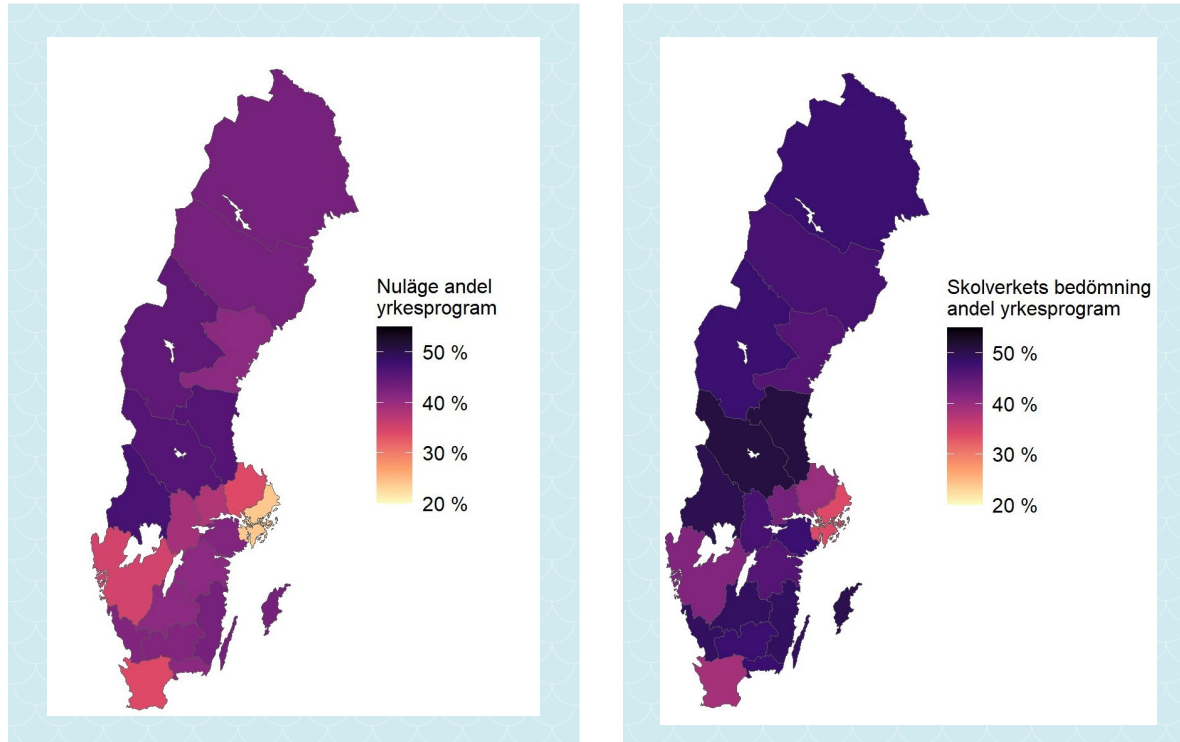 Nuläge andel
yrkesprogram
50 %
40 %
30 %
20 %
Skolverkets bedömning
andel yrkesprogram
50 %
40 %
30 %
20 %